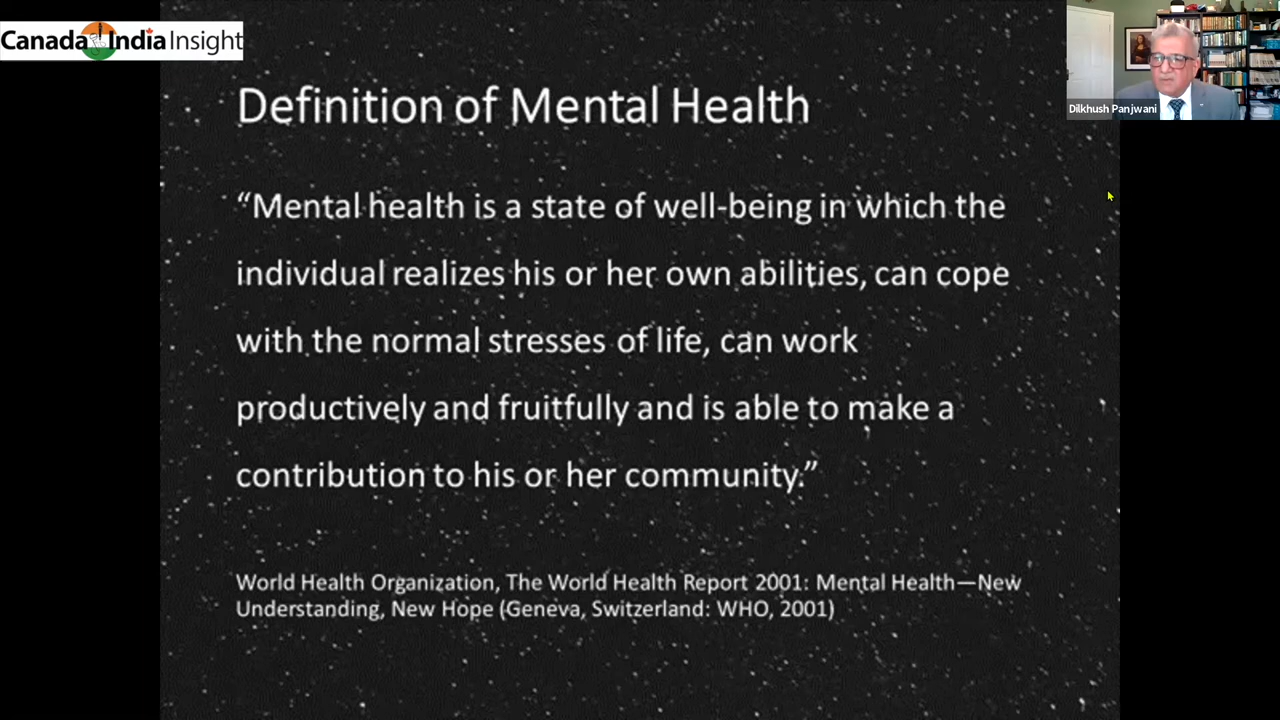 Canada India Insight
Dilkhush Panjwani
Definition of Mental Health
“Mental health is a state of well-being in which the
individual realizes his or her own abilities, can cope
with the normal stresses of life, can work
productively and fruitfully and is able to make a
contribution to his or her community.”
World Health Organization, The World Health Report 2001: Mental Health—New
Understanding, New Hope (Geneva, Switzerland: WHO, 2001)